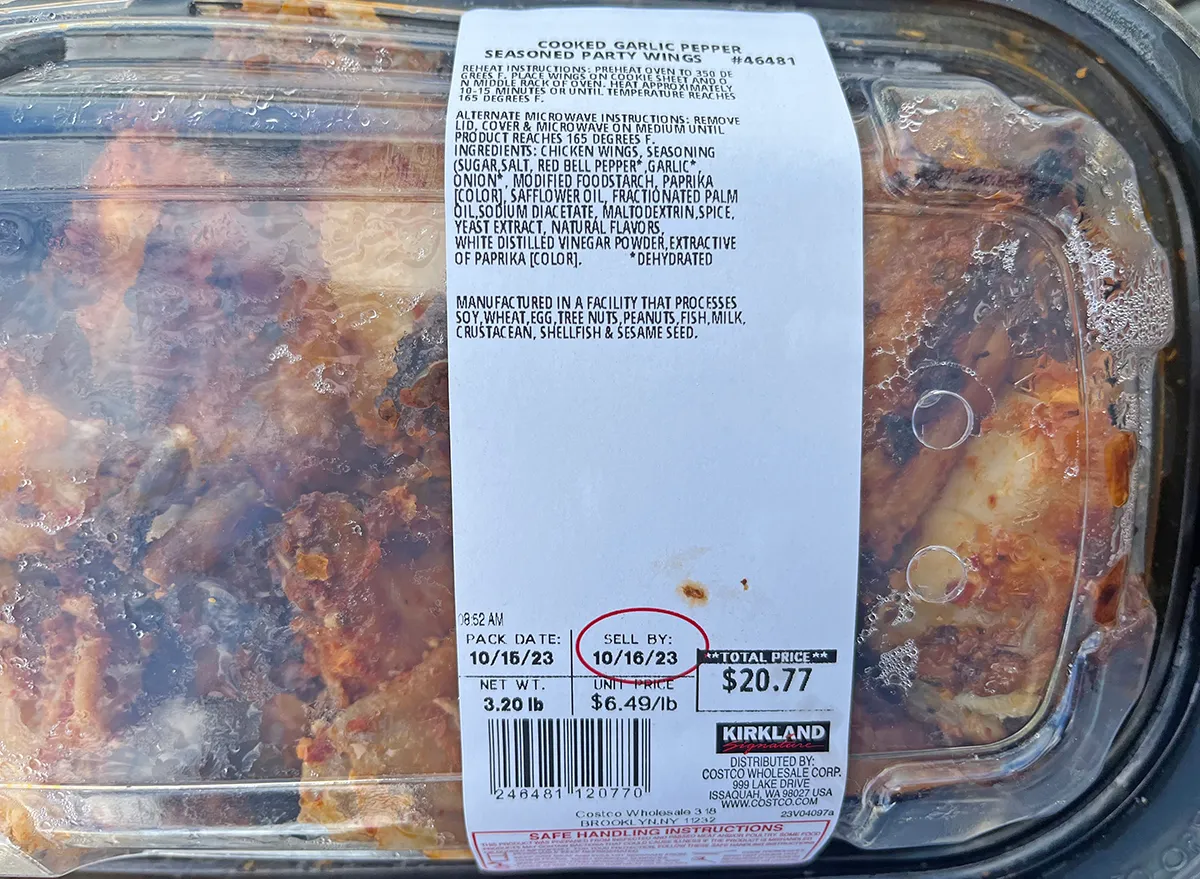 COOKED GARLIC PEPPER
SEASONED PARTY WINGS #46481
REHEAT INSTRUCTIONS: PREHEAT OVEN TO 350 DE
GREES F. PLACE WINGS ON COOKIE SHEET AND O
N MIDDLE RACK OF OVEN. HEAT APPROXIMATELY
10-15 MINUTES OR UNTIL TEMPERATURE REACHES
165 DEGREES F.
ALTERNATE MICROWAVE INSTRUCTIONS: REMOVE
LID, COVER & MICROWAVE ON MEDIUM UNTIL
PRODUCT REACHES 165 DEGREES F.
INGREDIENTS: CHICKEN WINGS, SEASONING
(SUGAR,SALT, RED BELL PEPPER*,GARLIC*,
ONION*, MODIFIED FOODSTARCH, PAPRIKA
[COLOR], SAFFLOWER OIL, FRACTIONATED PALM
OIL,SODIUM DIACETATE, MALTODEXTRIN,SPICE,
YEAST EXTRACT, NATURAL FLAVORS,
WHITE DISTILLED VINEGAR POWDER,EXTRACTIVE
OF PAPRIKA [COLOR]. *DEHYDRATED
MANUFACTURED IN A FACILITY THAT PROCESSES
SOY,WHEAT,EGG,TREE NUTS,PEANUTS,FISH,MILK,
CRUSTACEAN, SHELLFISH & SESAME SEED.
08:52 AM
PACK DATE: SELL BY:
10/15/23 10/16/23
**TOTAL PRICE**
$20.77
NET WT. UNIT PRICE
3.20 lb $6.49/lb
KIRKLAND
Signature
DISTRIBUTED BY:
COSTCO WHOLESALE CORP.
999 LAKE DRIVE
ISSAQUAH, WA 98027 USA
WWW.COSTCO.COM
246481 120770
Costco Wholesale 318
BROOKLYN,NY 11232
23V04097a
SAFE HANDLING INSTRUCTIONS